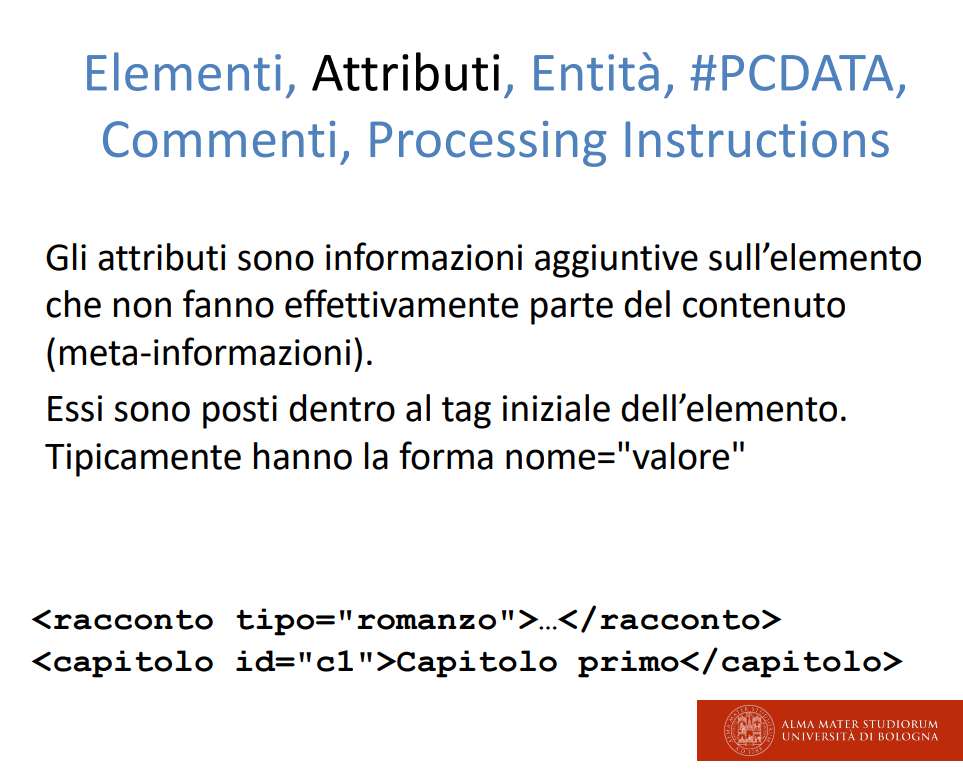 Elementi, Attributi, Entità, #PCDATA,
Commenti, Processing Instructions
Gli attributi sono informazioni aggiuntive sull’elemento
che non fanno effettivamente parte del contenuto
(meta-informazioni).
Essi sono posti dentro al tag iniziale dell’elemento.
Tipicamente hanno la forma nome="valore"
<racconto tipo="romanzo">…</racconto>
<capitolo id="c1">Capitolo primo</capitolo>
ALMA MATER STUDIORUM
UNIVERSITÀ DI BOLOGNA